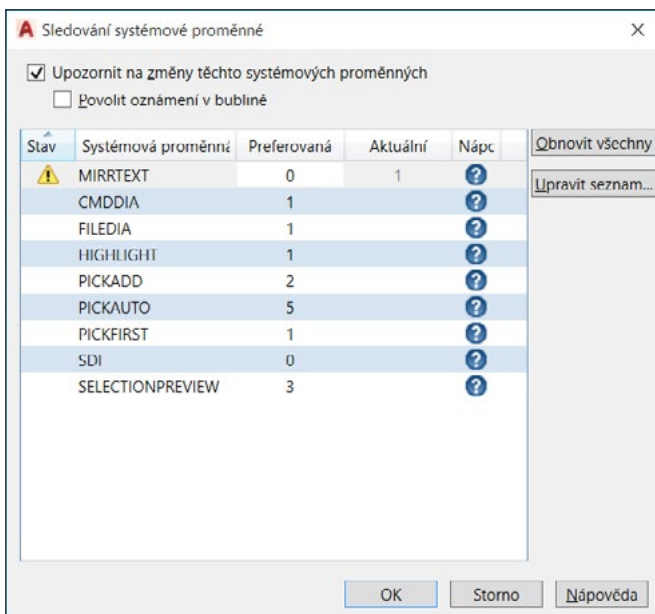 Sledování systémové proměnné
Upozornit na změny těchto systémových proměnných
Povolit oznámení v bublině
Stav Systémová proměnná Preferovaná Aktuální Nápo
MIRRTEXT 0 1
CMDDIA 1
FILEDIA 1
HIGHLIGHT 1
PICKADD 2
PICKAUTO 5
PICKFIRST 1
SDI 0
SELECTIONPREVIEW 3
Obnovit všechny
Upravit seznam...
OK Storno Nápověda